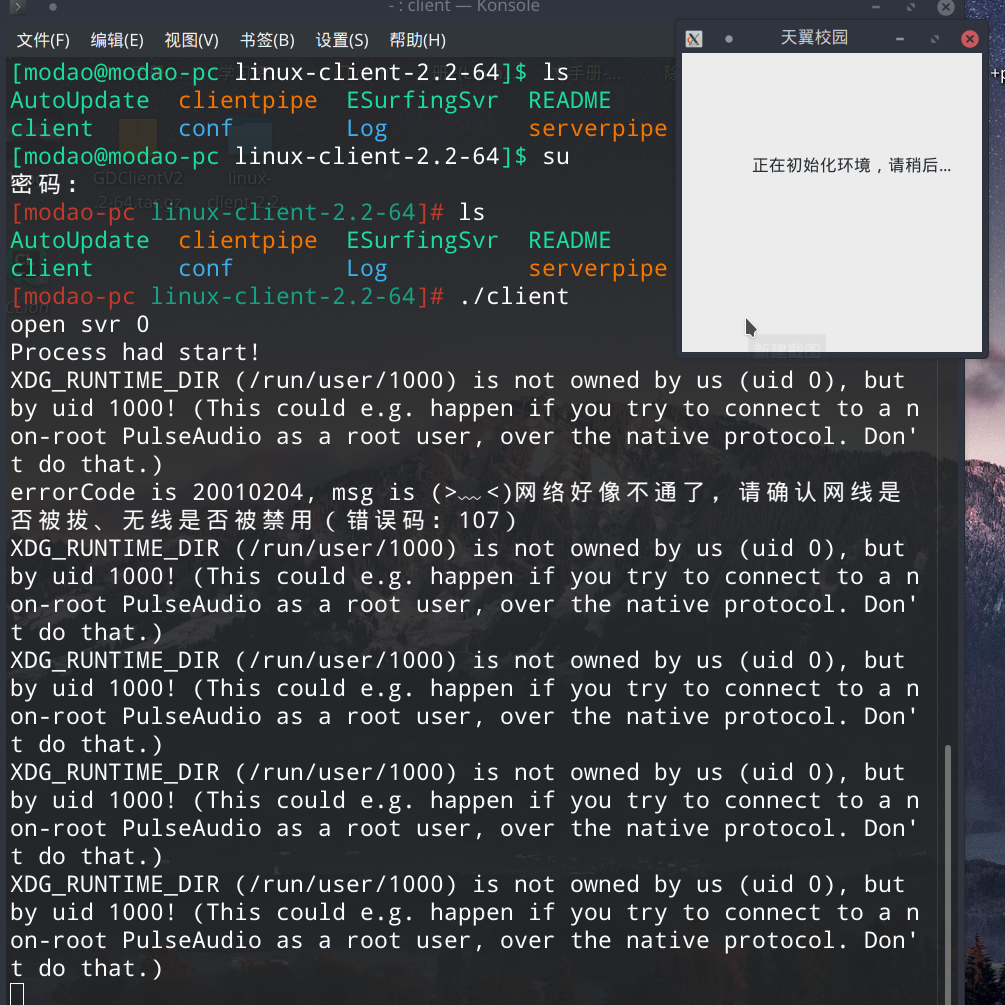 - : client — Konsole
文件(F) 编辑(E) 视图(V) 书签(B) 设置(S) 帮助(H)
天翼校园
正在初始化环境，请稍后...
新建截图
[modao@modao-pc linux-client-2.2-64]$ ls
AutoUpdate clientpipe ESurfingSvr README
client conf Log serverpipe
[modao@modao-pc linux-client-2.2-64]$ su
密码：
GDClientV2
linux-
[modao-pc linux-client-2.2-64]# ls
AutoUpdate clientpipe ESurfingSvr README
client conf Log serverpipe
[modao-pc linux-client-2.2-64]# ./client
open svr 0
Process had start!
XDG_RUNTIME_DIR (/run/user/1000) is not owned by us (uid 0), but
by uid 1000! (This could e.g. happen if you try to connect to a n
on-root PulseAudio as a root user, over the native protocol. Don'
t do that.)
errorCode is 20010204, msg is (>﹏<)网络好像不通了，请确认网线是
否被拔、无线是否被禁用（错误码：107）
XDG_RUNTIME_DIR (/run/user/1000) is not owned by us (uid 0), but
by uid 1000! (This could e.g. happen if you try to connect to a n
on-root PulseAudio as a root user, over the native protocol. Don'
t do that.)
XDG_RUNTIME_DIR (/run/user/1000) is not owned by us (uid 0), but
by uid 1000! (This could e.g. happen if you try to connect to a n
on-root PulseAudio as a root user, over the native protocol. Don'
t do that.)
XDG_RUNTIME_DIR (/run/user/1000) is not owned by us (uid 0), but
by uid 1000! (This could e.g. happen if you try to connect to a n
on-root PulseAudio as a root user, over the native protocol. Don'
t do that.)
XDG_RUNTIME_DIR (/run/user/1000) is not owned by us (uid 0), but
by uid 1000! (This could e.g. happen if you try to connect to a n
on-root PulseAudio as a root user, over the native protocol. Don'
t do that.)